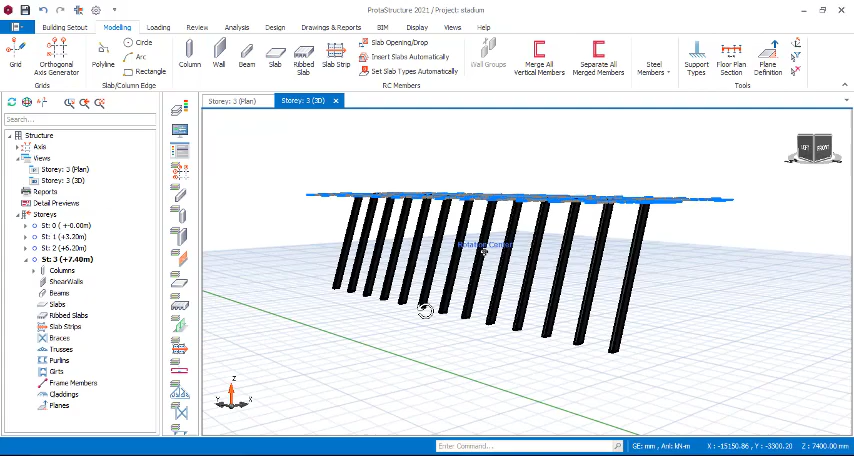 ProtaStructure 2021 / Project: stadium
Building Setout Modelling Loading Review Analysis Design Drawings & Reports BIM Display Views Help
Grid
Orthogonal
Axis Generator
Grids
Polyline
Circle
Arc
Rectangle
Slab/Column Edge
Column
Wall
Beam
Slab
Ribbed
Slab
Slab Strip
Slab Opening/Drop
Insert Slabs Automatically
Set Slab Types Automatically
RC Members
Wall Groups
Merge All
Vertical Members
Separate All
Merged Members
Steel
Members
Support
Types
Floor Plan
Section
Plane
Definition
Tools
Search...
Structure
Axis
Views
Storey: 3 (Plan)
Storey: 3 (3D)
Reports
Detail Previews
Storeys
St: 0 (+-0.00m)
St: 1 (+3.20m)
St: 2 (+6.20m)
St: 3 (+7.40m)
Columns
ShearWalls
Beams
Slabs
Ribbed Slabs
Slab Strips
Braces
Trusses
Purlins
Girts
Frame Members
Claddings
Planes
Storey: 3 (Plan)
Storey: 3 (3D)
LEFT FRONT
Rotation Center
Z
Y
X
Enter Command...
GE: mm, Anl: kN-m
X : -15150.86, Y : -3300.20
Z : 7400.00 mm